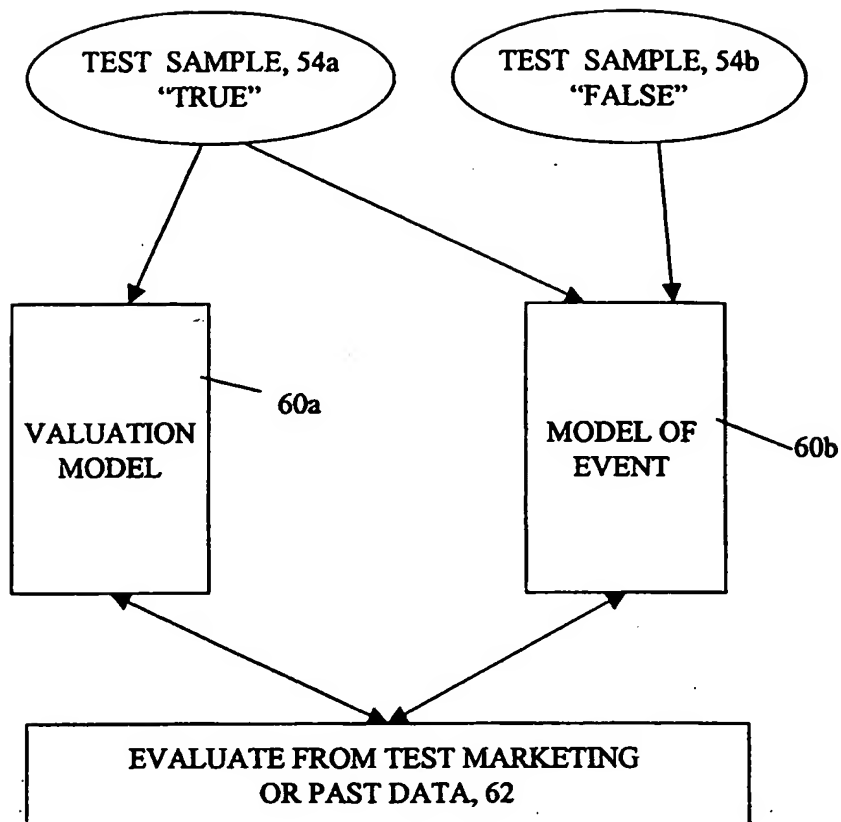 TEST SAMPLE, 54a
“TRUE”
TEST SAMPLE, 54b
“FALSE”
60a
VALUATION
MODEL
MODEL OF
EVENT
60b
EVALUATE FROM TEST MARKETING
OR PAST DATA, 62